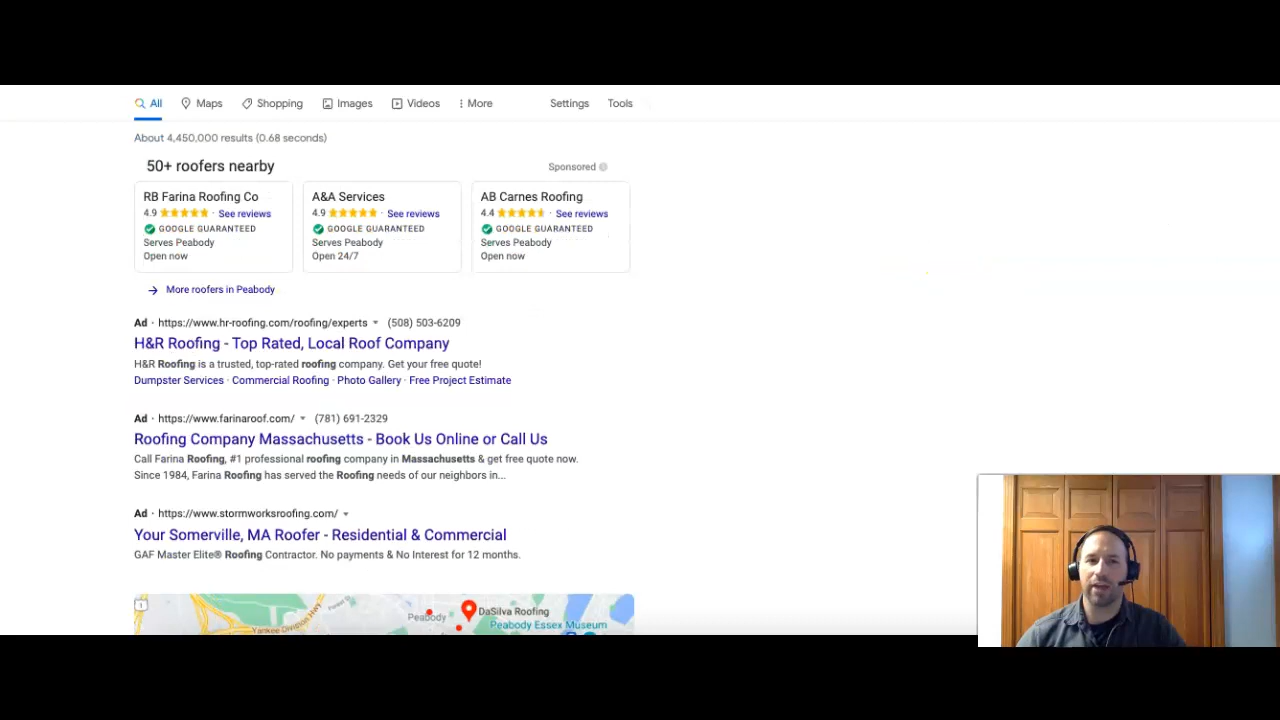 All Maps Shopping Images Videos More Settings Tools
About 4,450,000 results (0.68 seconds)
50+ roofers nearby Sponsored
RB Farina Roofing Co
4.9 · See reviews
GOOGLE GUARANTEED
Serves Peabody
Open now
A&A Services
4.9 · See reviews
GOOGLE GUARANTEED
Serves Peabody
Open 24/7
AB Carnes Roofing
4.4 · See reviews
GOOGLE GUARANTEED
Serves Peabody
Open now
→ More roofers in Peabody
Ad · https://www.hr-roofing.com/roofing/experts ▾ (508) 503-6209
H&R Roofing - Top Rated, Local Roof Company
H&R Roofing is a trusted, top-rated roofing company. Get your free quote!
Dumpster Services · Commercial Roofing · Photo Gallery · Free Project Estimate
Ad · https://www.farinaroof.com/ ▾ (781) 691-2329
Roofing Company Massachusetts - Book Us Online or Call Us
Call Farina Roofing, #1 professional roofing company in Massachusetts & get free quote now.
Since 1984, Farina Roofing has served the Roofing needs of our neighbors in...
Ad · https://www.stormworksroofing.com/ ▾
Your Somerville, MA Roofer - Residential & Commercial
GAF Master Elite® Roofing Contractor. No payments & No Interest for 12 months.
Forest St
Peabody
DaSilva Roofing
Peabody Essex Museum
Yankee Division Hwy